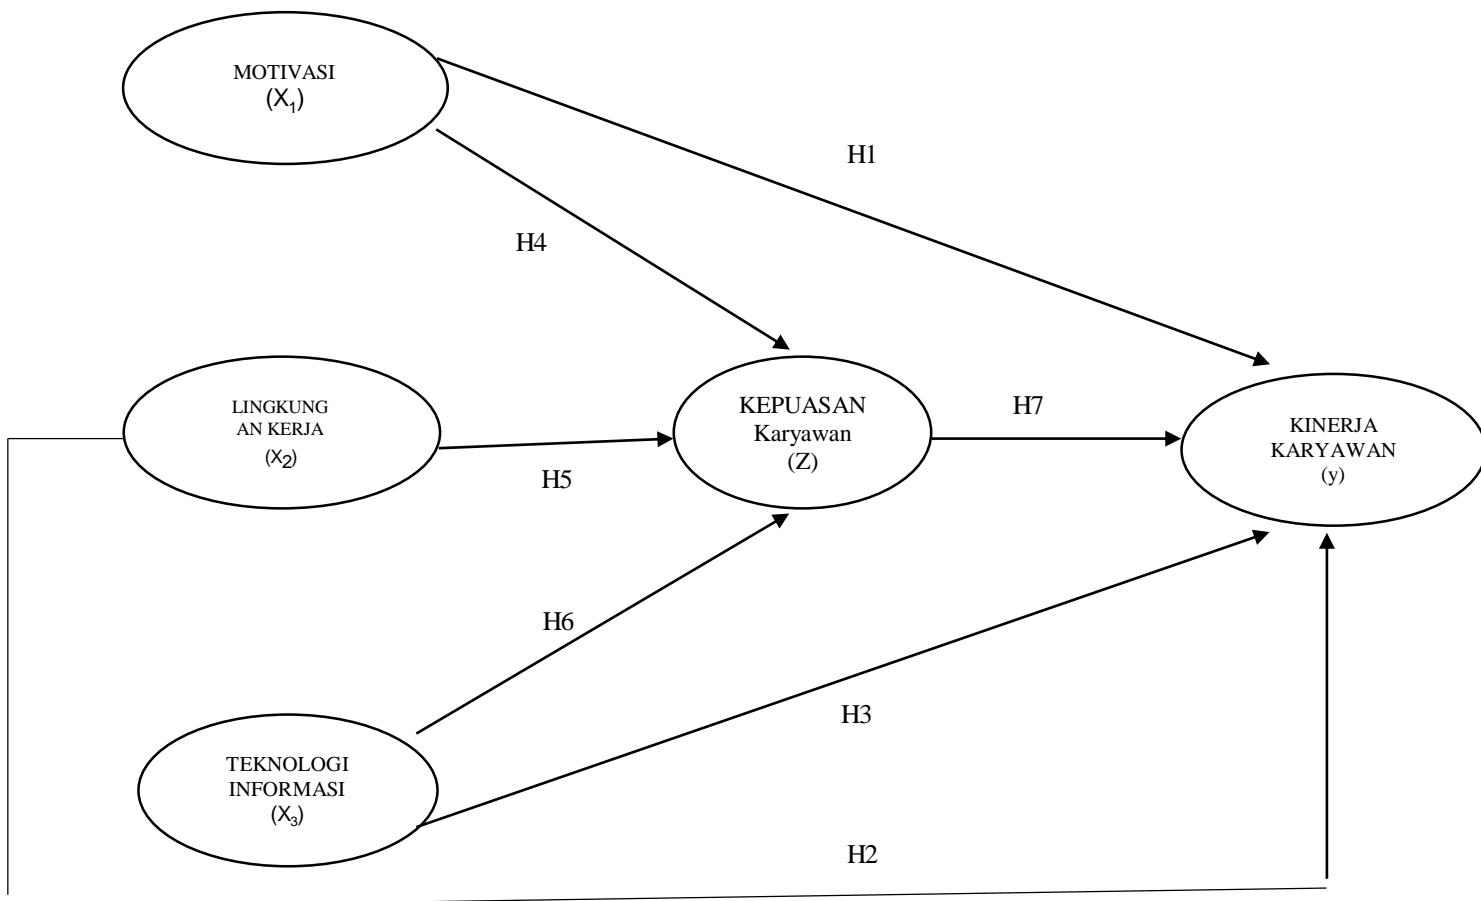 MOTIVASI
(X₁)
H1
H4
LINGKUNG
AN KERJA
(X₂)
H5
KEPUASAN
Karyawan
(Z)
H7
KINERJA
KARYAWAN
(y)
H6
TEKNOLOGI
INFORMASI
(X₃)
H3
H2